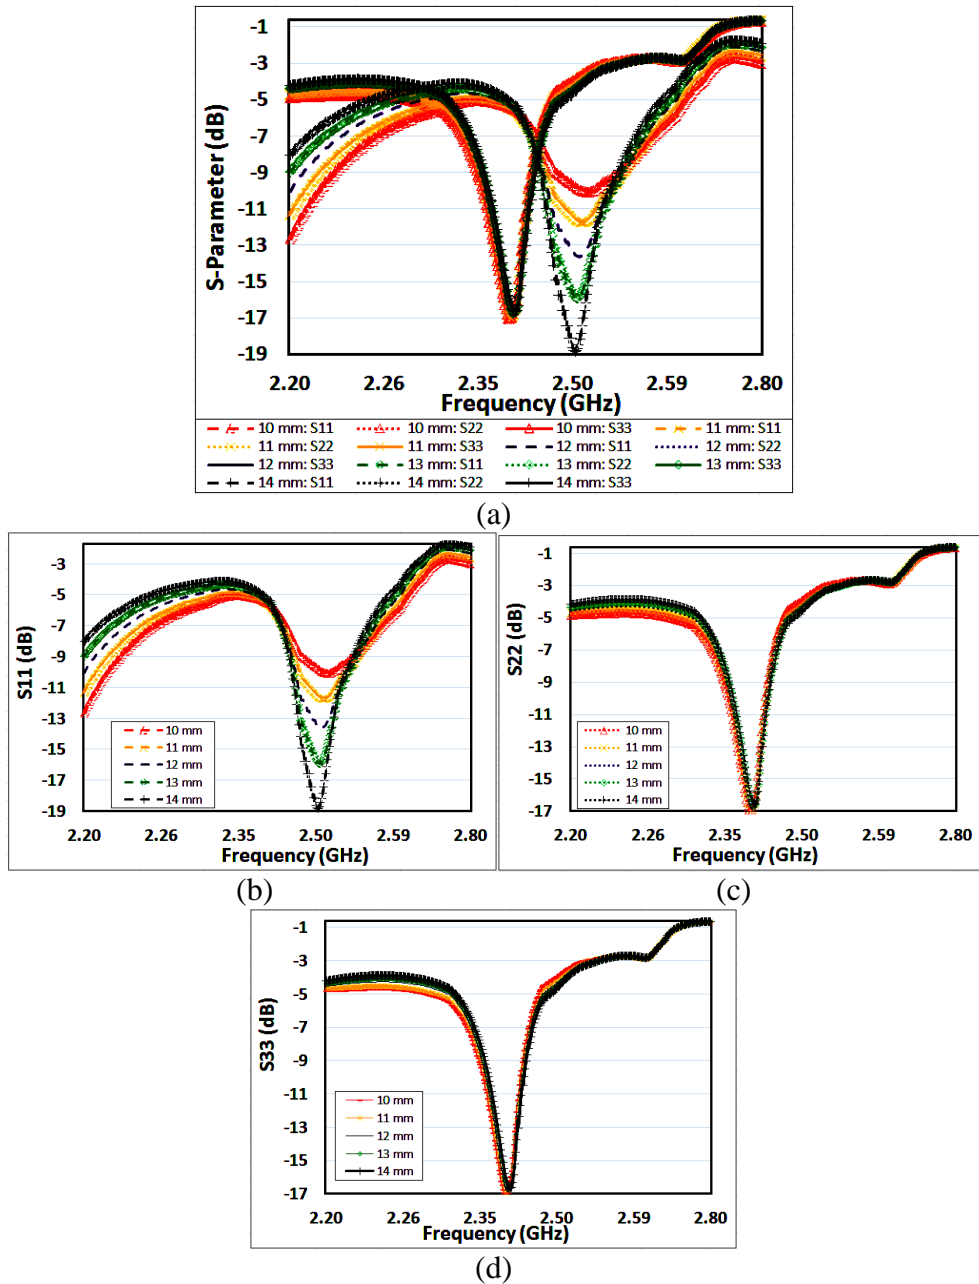 -1
-3
-5
-7
-9
-11
-13
-15
-17
-19
S-Parameter (dB)
2.20 2.26 2.35 2.50 2.59 2.80
Frequency (GHz)
10 mm: S11 10 mm: S22 10 mm: S33 11 mm: S11
11 mm: S22 11 mm: S33 12 mm: S11 12 mm: S22
12 mm: S33 13 mm: S11 13 mm: S22 13 mm: S33
14 mm: S11 14 mm: S22 14 mm: S33
(a)
-3
-5
-7
-9
-11
-13
-15
-17
-19
S11 (dB)
10 mm
11 mm
12 mm
13 mm
14 mm
2.20 2.26 2.35 2.50 2.59 2.80
Frequency (GHz)
(b)
-1
-3
-5
-7
-9
-11
-13
-15
-17
S22 (dB)
10 mm
11 mm
12 mm
13 mm
14 mm
2.20 2.26 2.35 2.50 2.59 2.80
Frequency (GHz)
(c)
-1
-3
-5
-7
-9
-11
-13
-15
-17
S33 (dB)
10 mm
11 mm
12 mm
13 mm
14 mm
2.20 2.26 2.35 2.50 2.59 2.80
Frequency (GHz)
(d)